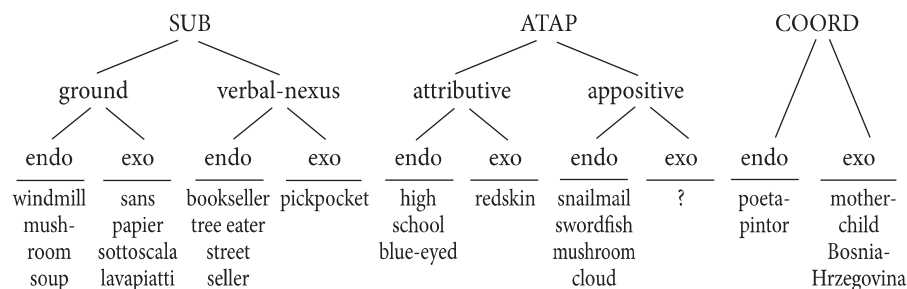 SUB ATAP COORD
ground verbal-nexus attributive appositive
endo exo endo exo endo exo endo exo endo exo
windmill sans bookseller pickpocket high redskin snailmail ? poeta- mother-
mush- papier tree eater school swordfish pintor child
room sottoscala street blue-eyed mushroom Bosnia-
soup lavapiatti seller cloud Hrzegovina